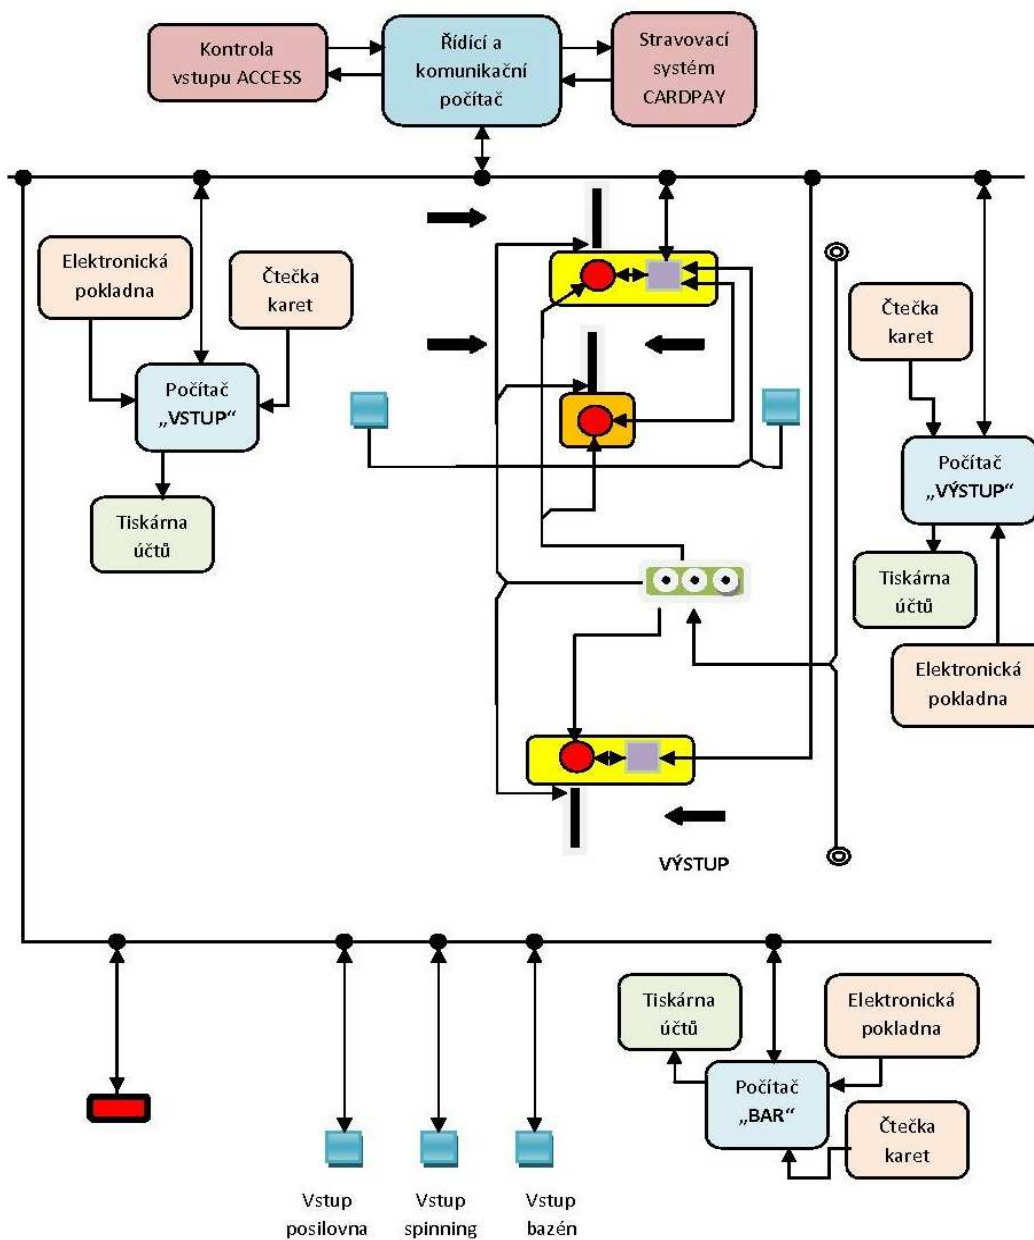 Kontrola
vstupu ACCESS
Řídící a
komunikační
počítač
Stravovací
systém
CARDPAY
Elektronická
pokladna
Čtečka
karet
Počítač
„VSTUP“
Tiskárna
účtů
Čtečka
karet
Počítač
„VÝSTUP“
Tiskárna
účtů
Elektronická
pokladna
VÝSTUP
Tiskárna
účtů
Elektronická
pokladna
Počítač
„BAR“
Čtečka
karet
Vstup
posilovna
Vstup
spinning
Vstup
bazén